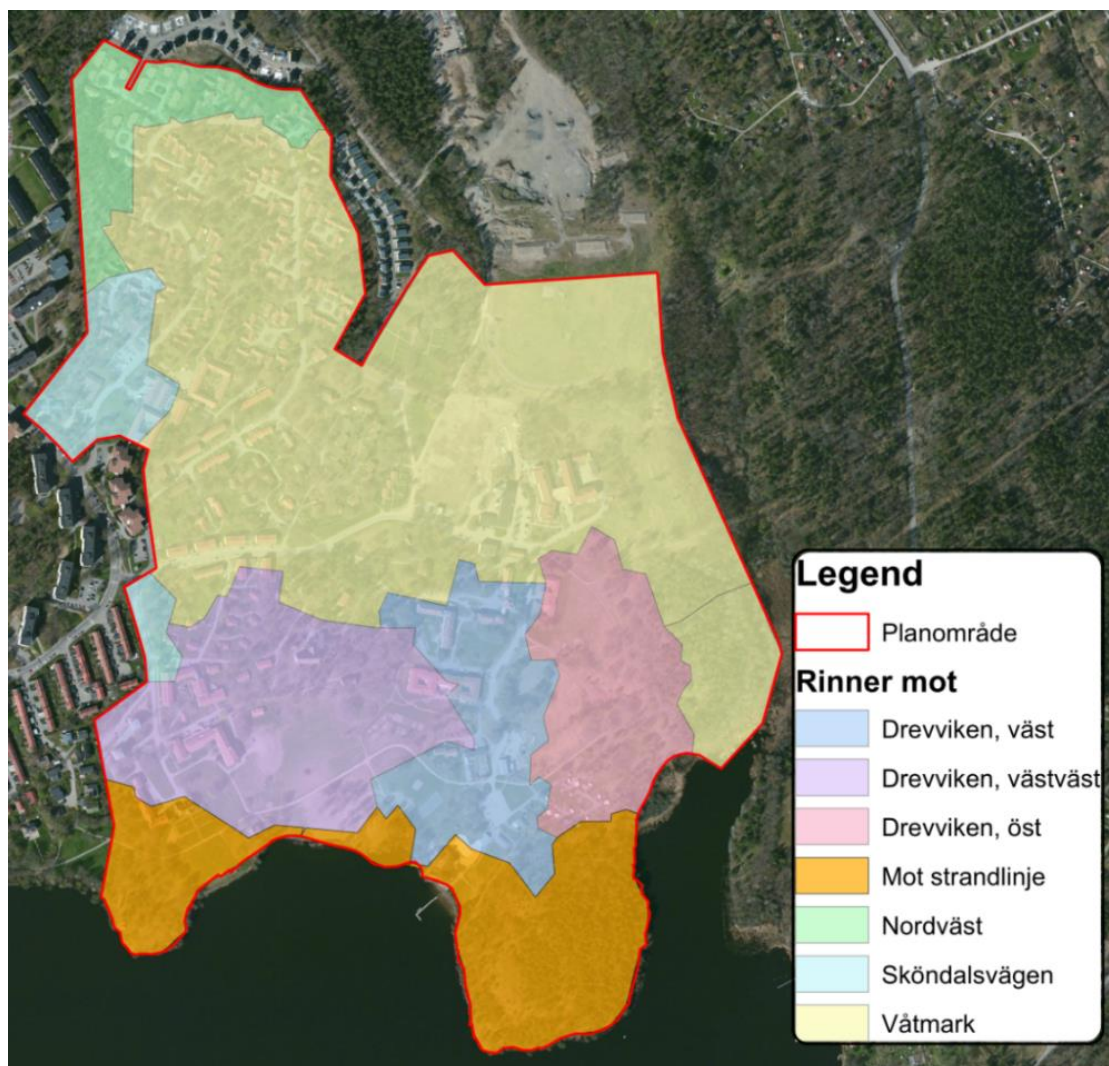 Legend
Planområde
Rinner mot
Drevviken, väst
Drevviken, västväst
Drevviken, öst
Mot strandlinje
Nordväst
Sköndalsvägen
Våtmark